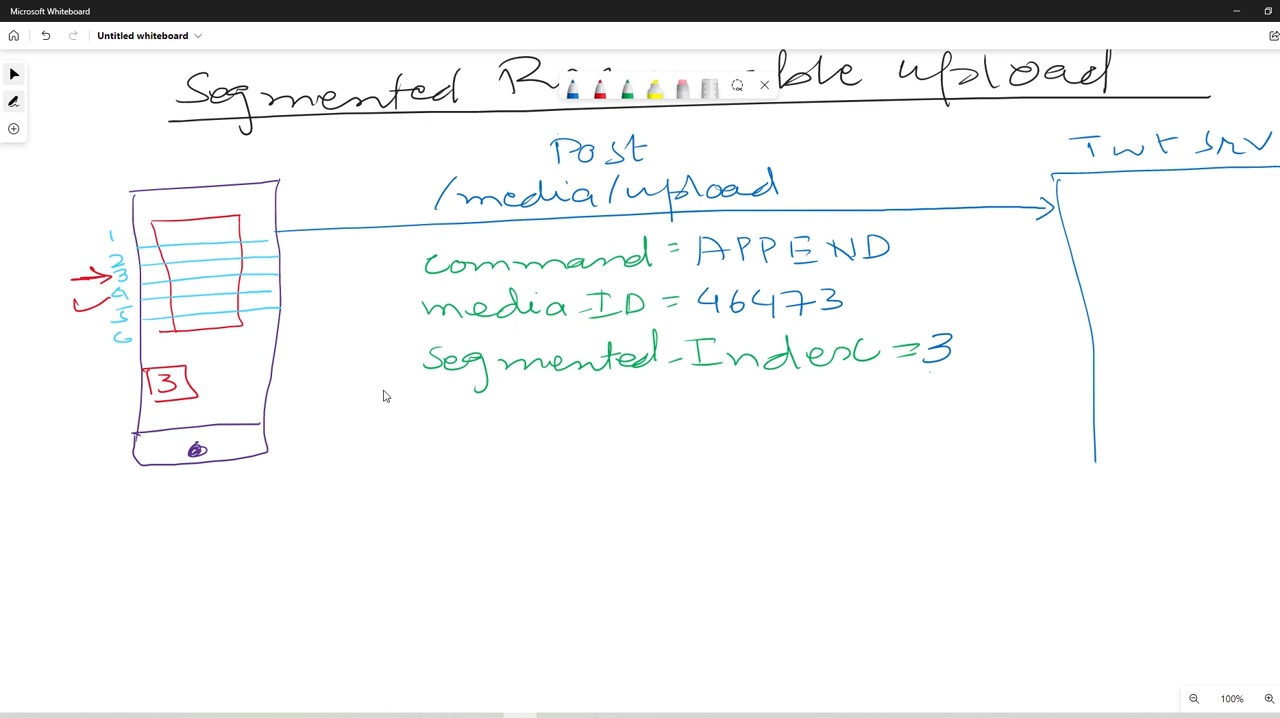 Microsoft Whiteboard
Untitled whiteboard
Segmented upload
Post
/media/upload
Twt Srv
command = APPEND
media-ID = 46473
segmented-Index = 3
1
2
3
4
5
6
3
100%